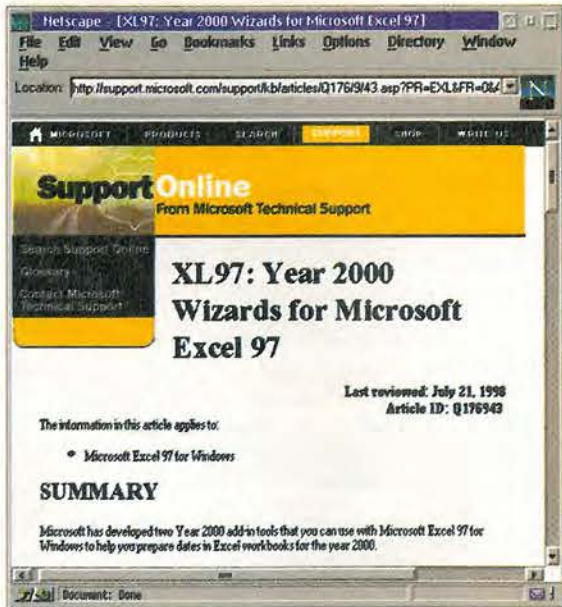 Netscape - [XL97: Year 2000 Wizards for Microsoft Excel 97]
File Edit View Go Bookmarks Links Options Directory Window
Help
Location: http://support.microsoft.com/support/kb/articles/Q176/9/43.asp?PR=EXL&FR=0&
MICROSOFT PRODUCTS SEARCH SUPPORT SHOP WRITE US
Support Online
From Microsoft Technical Support
Search Support Online
Glossary
Contact Microsoft
Technical Support
XL97: Year 2000
Wizards for Microsoft
Excel 97
Last reviewed: July 21, 1998
Article ID: Q176943
The information in this article applies to:
• Microsoft Excel 97 for Windows
SUMMARY
Microsoft has developed two Year 2000 add-in tools that you can use with Microsoft Excel 97 for
Windows to help you prepare dates in Excel workbooks for the year 2000.
Document: Done